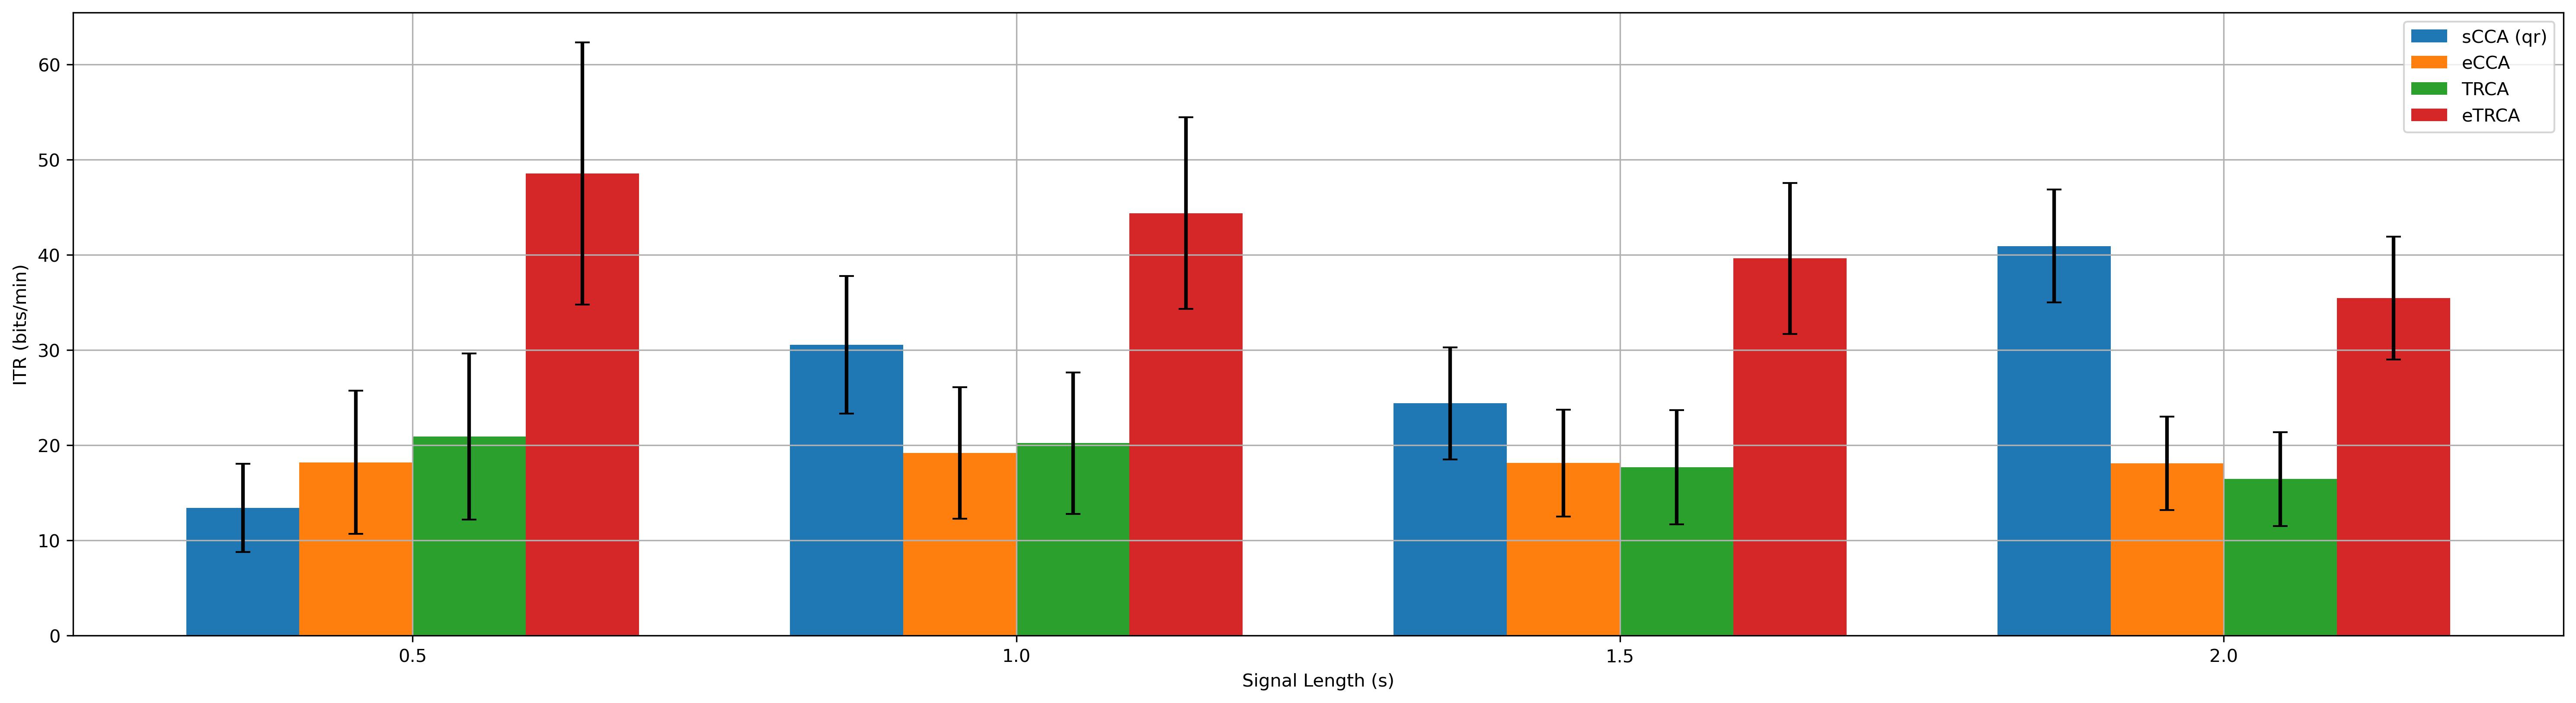 sCCA (qr)
eCCA
TRCA
eTRCA
ITR (bits/min)
60
50
40
30
20
10
0
0.5 1.0 1.5 2.0
Signal Length (s)